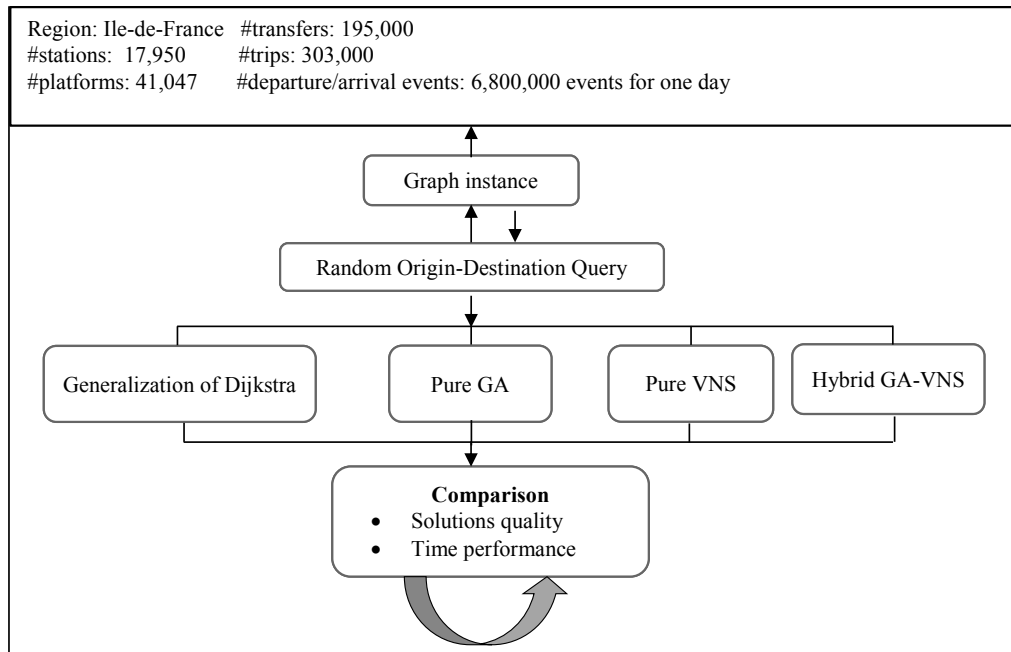 Region: Ile-de-France #transfers: 195,000
#stations: 17,950 #trips: 303,000
#platforms: 41,047 #departure/arrival events: 6,800,000 events for one day
Graph instance
Random Origin-Destination Query
Generalization of Dijkstra
Pure GA
Pure VNS
Hybrid GA-VNS
Comparison
• Solutions quality
• Time performance